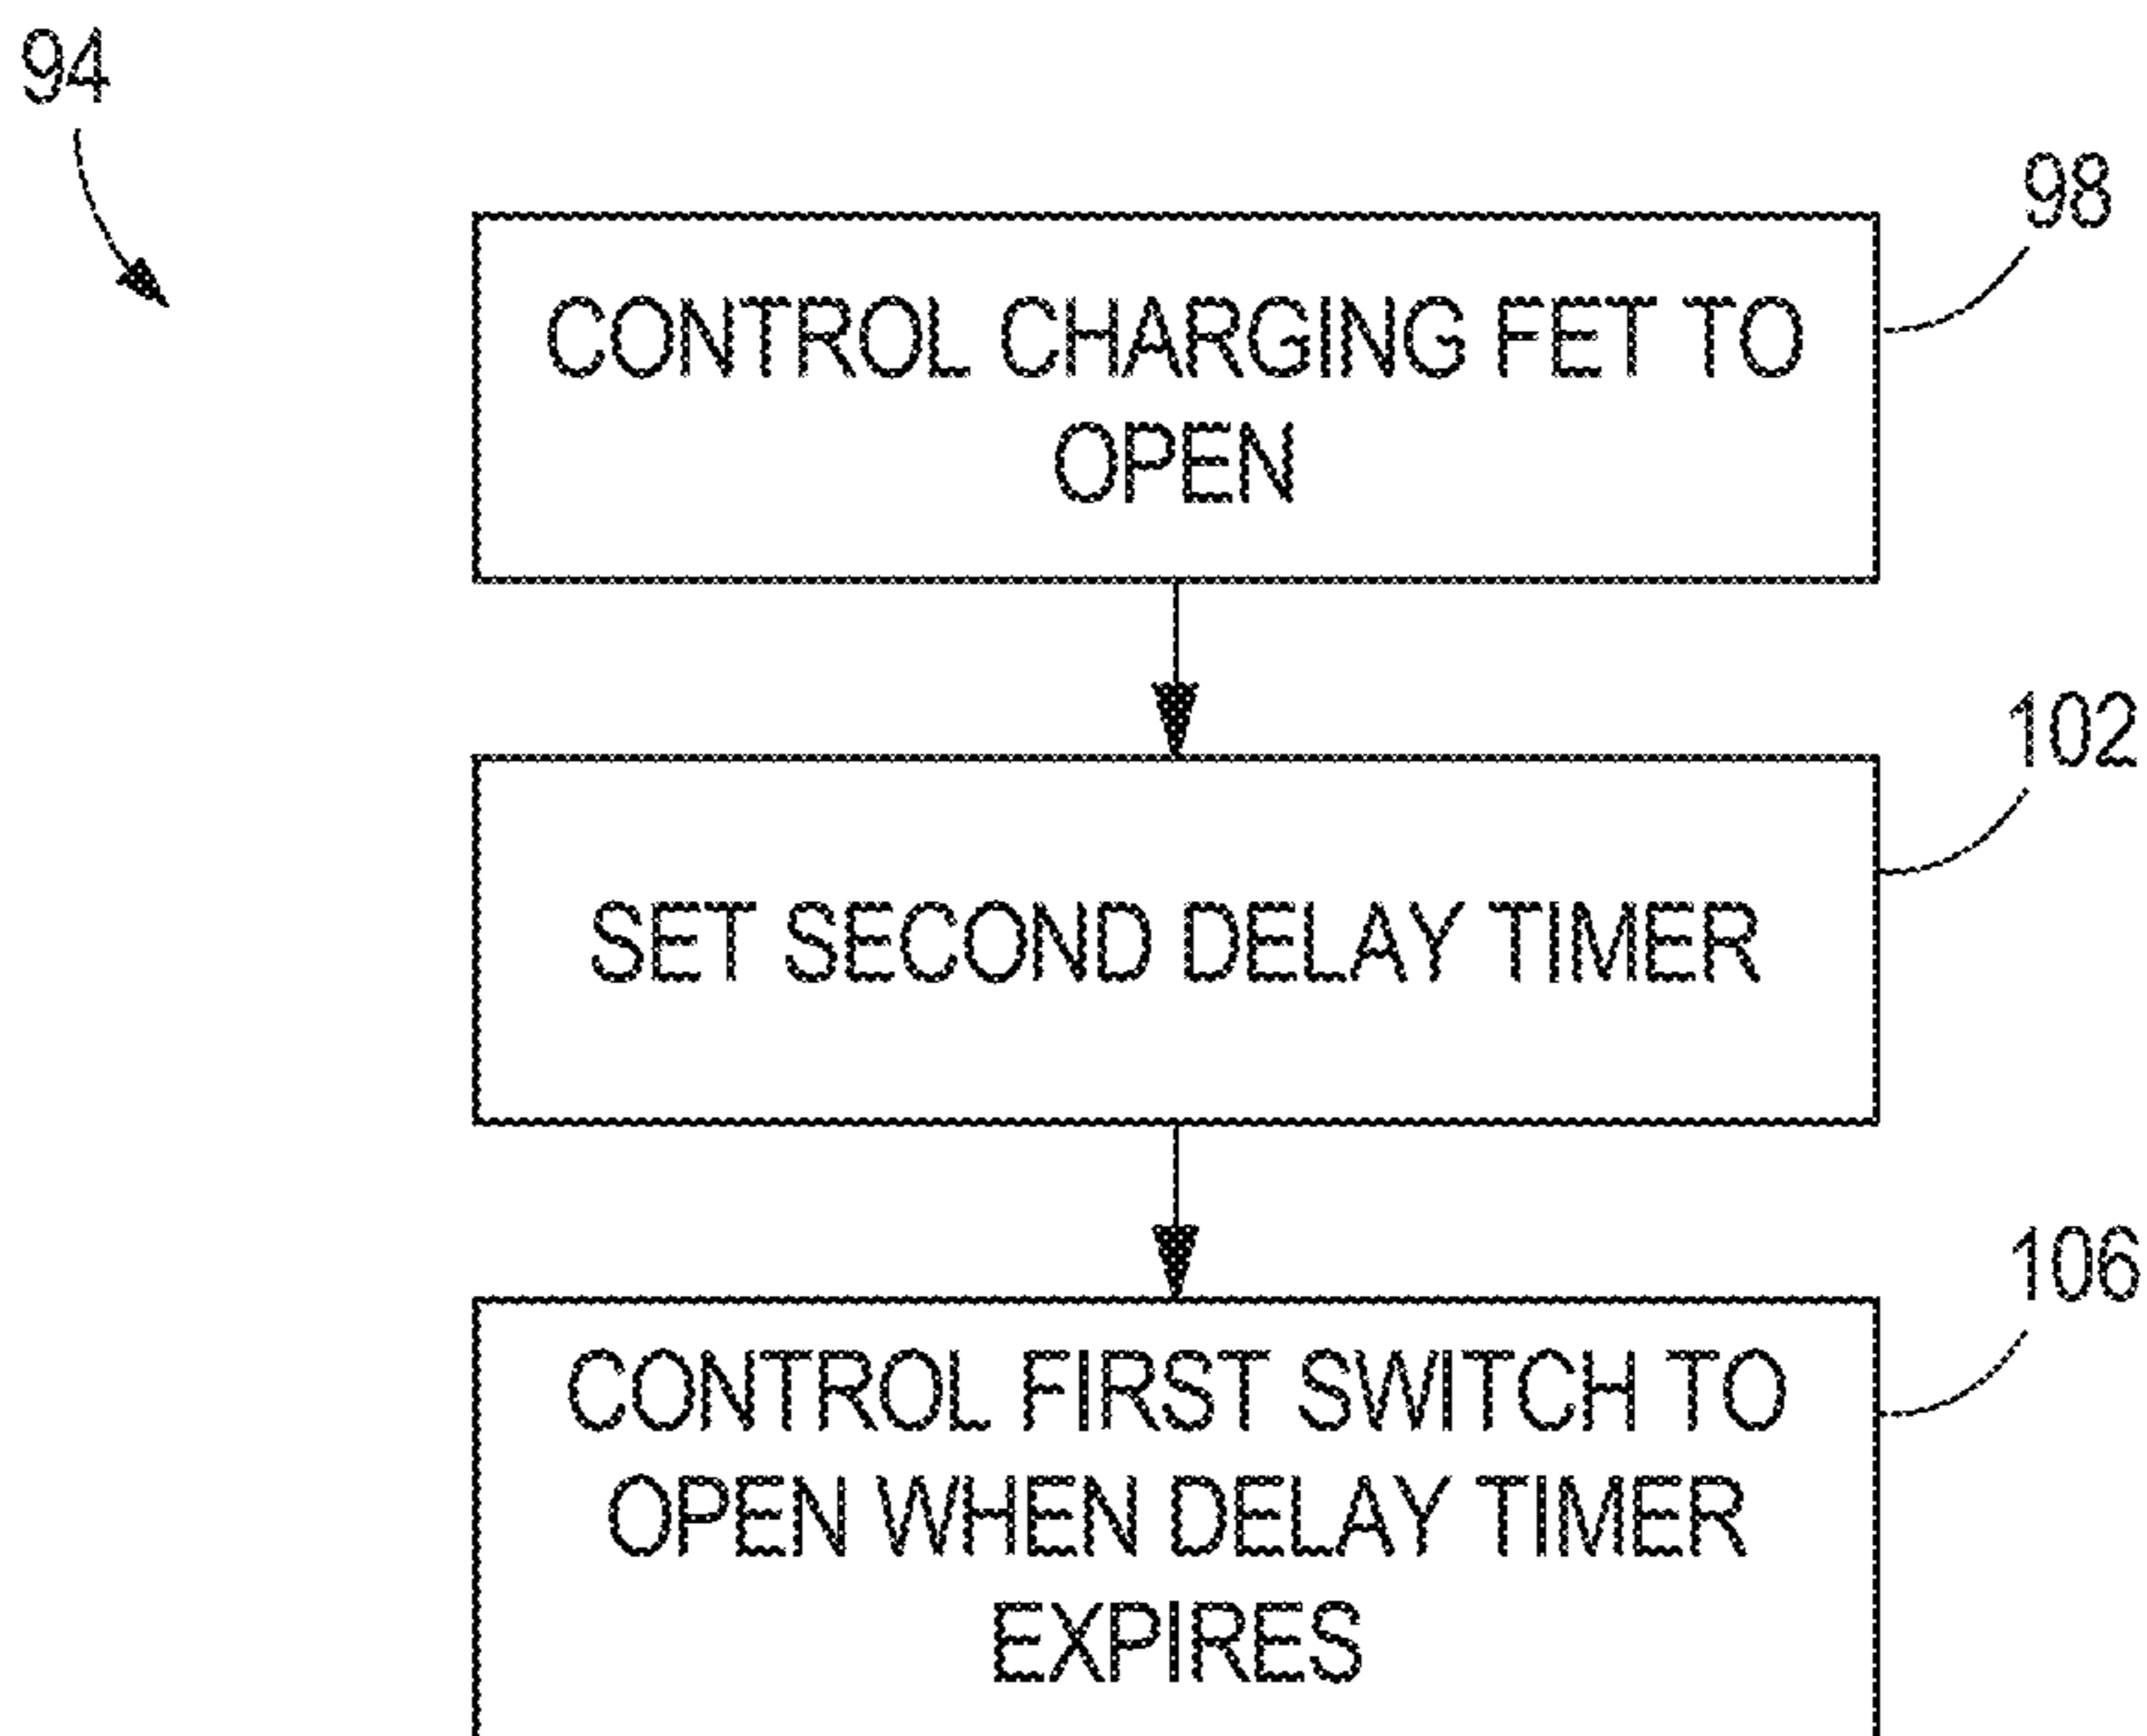 94
98
CONTROL CHARGING FET TO
OPEN
102
SET SECOND DELAY TIMER
106
CONTROL FIRST SWITCH TO
OPEN WHEN DELAY TIMER
EXPIRES